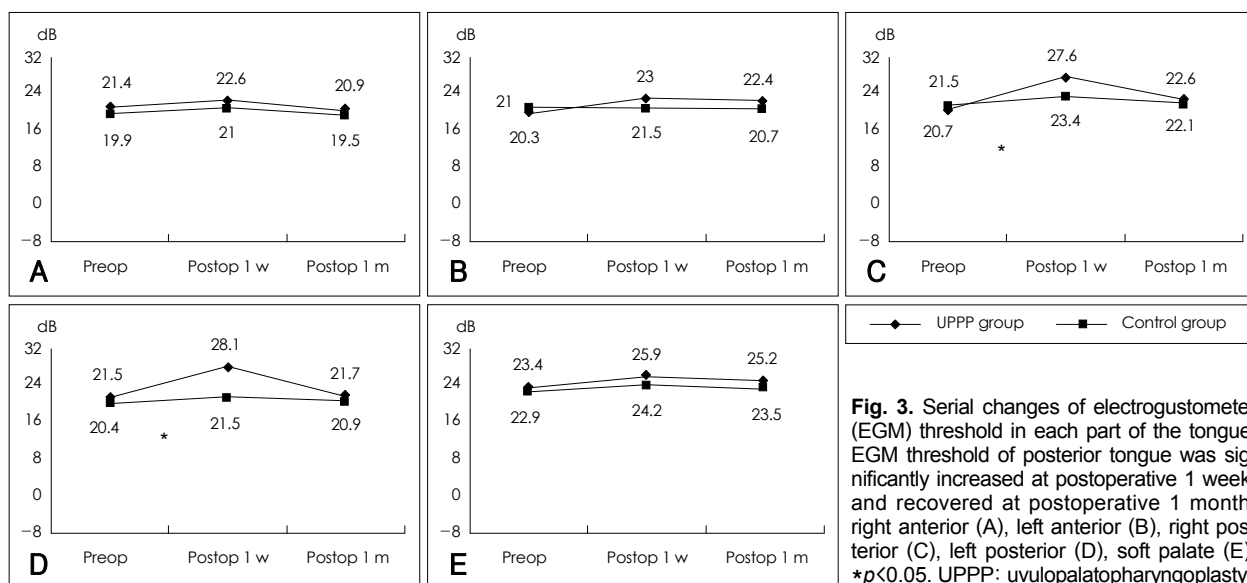 dB
32
24
16
8
0
−8
21.4
22.6
20.9
19.9
21
19.5
Preop
Postop 1 w
Postop 1 m
A
dB
32
24
16
8
0
−8
21
23
22.4
20.3
21.5
20.7
Preop
Postop 1 w
Postop 1 m
B
dB
32
24
16
8
0
−8
21.5
27.6
22.6
20.7
23.4
22.1
*
Preop
Postop 1 w
Postop 1 m
C
dB
32
24
16
8
0
−8
21.5
28.1
21.7
20.4
21.5
20.9
*
Preop
Postop 1 w
Postop 1 m
D
dB
32
24
16
8
0
−8
23.4
25.9
25.2
22.9
24.2
23.5
Preop
Postop 1 w
Postop 1 m
E
UPPP group Control group
Fig. 3. Serial changes of electrogustomete
(EGM) threshold in each part of the tongue
EGM threshold of posterior tongue was sig
nificantly increased at postoperative 1 week
and recovered at postoperative 1 month
right anterior (A), left anterior (B), right pos
terior (C), left posterior (D), soft palate (E)
*p<0.05. UPPP: uvulopalatopharyngoplasty